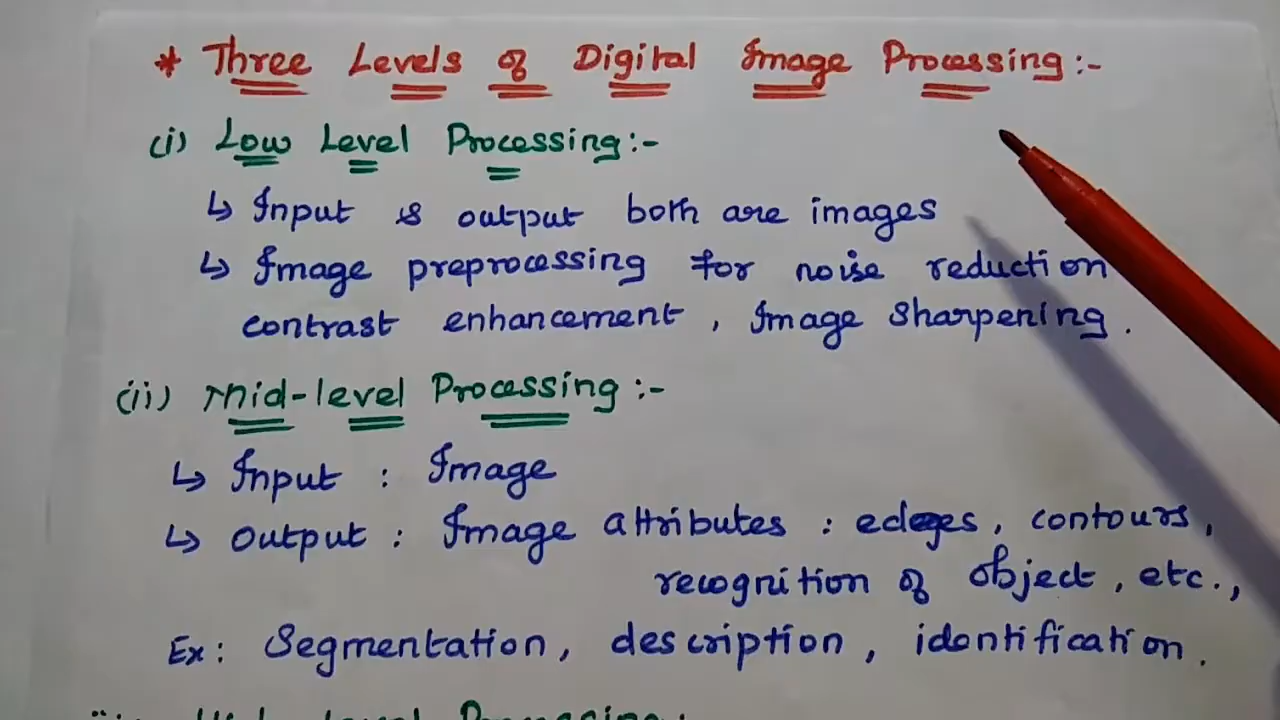 * Three Levels of Digital Image Processing:-
(i) Low Level Processing:-
↳ Input & output both are images
↳ Image preprocessing for noise reduction
contrast enhancement, Image Sharpening.
(ii) Mid-level Processing:-
↳ Input : Image
↳ Output : Image attributes : edges, contours,
recognition of object, etc.,
Ex: Segmentation, description, identification.
level Processing: